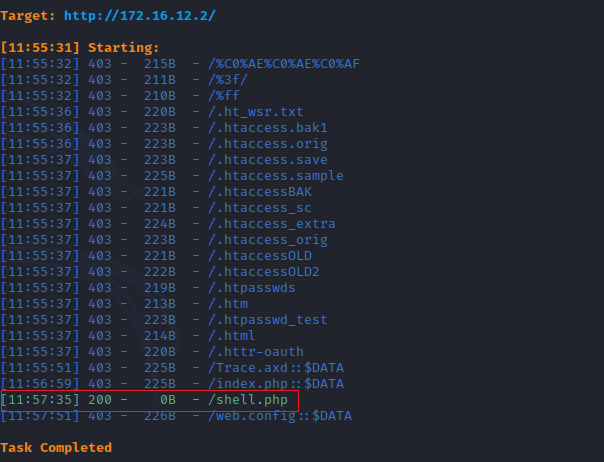 Target: http://172.16.12.2/
[11:55:31] Starting:
[11:55:32] 403 - 215B - /%C0%AE%C0%AE%C0%AF
[11:55:32] 403 - 211B - /%3f/
[11:55:32] 403 - 210B - /%ff
[11:55:36] 403 - 220B - /.ht_wsr.txt
[11:55:36] 403 - 223B - /.htaccess.bak1
[11:55:36] 403 - 223B - /.htaccess.orig
[11:55:37] 403 - 223B - /.htaccess.save
[11:55:36] 403 - 225B - /.htaccess.sample
[11:55:37] 403 - 221B - /.htaccessBAK
[11:55:37] 403 - 221B - /.htaccess_sc
[11:55:37] 403 - 224B - /.htaccess_extra
[11:55:37] 403 - 223B - /.htaccess_orig
[11:55:37] 403 - 221B - /.htaccessOLD
[11:55:37] 403 - 222B - /.htaccessOLD2
[11:55:37] 403 - 219B - /.htpasswds
[11:55:37] 403 - 213B - /.htm
[11:55:37] 403 - 223B - /.htpasswd_test
[11:55:37] 403 - 214B - /.html
[11:55:37] 403 - 220B - /.httr-oauth
[11:55:51] 403 - 225B - /Trace.axd::$DATA
[11:56:59] 403 - 225B - /index.php::$DATA
[11:57:35] 200 - 0B - /shell.php
[11:57:51] 403 - 226B - /web.config::$DATA
Task Completed